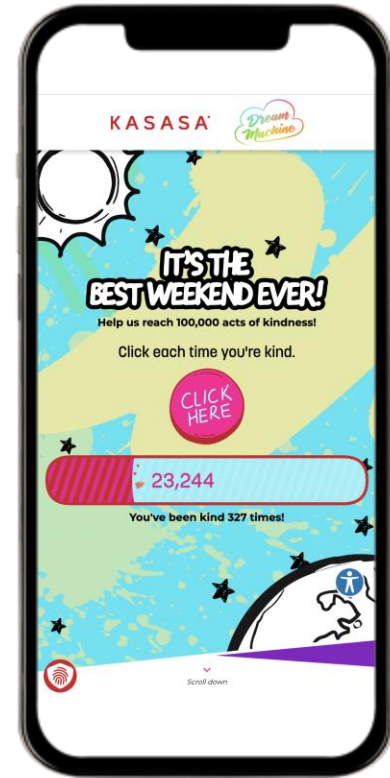 KASASA Dream
Machine
IT'S THE
BEST WEEKEND EVER!
Help us reach 100,000 acts of kindness!
Click each time you're kind.
CLICK
HERE
23,244
You've been kind 327 times!
Scroll down